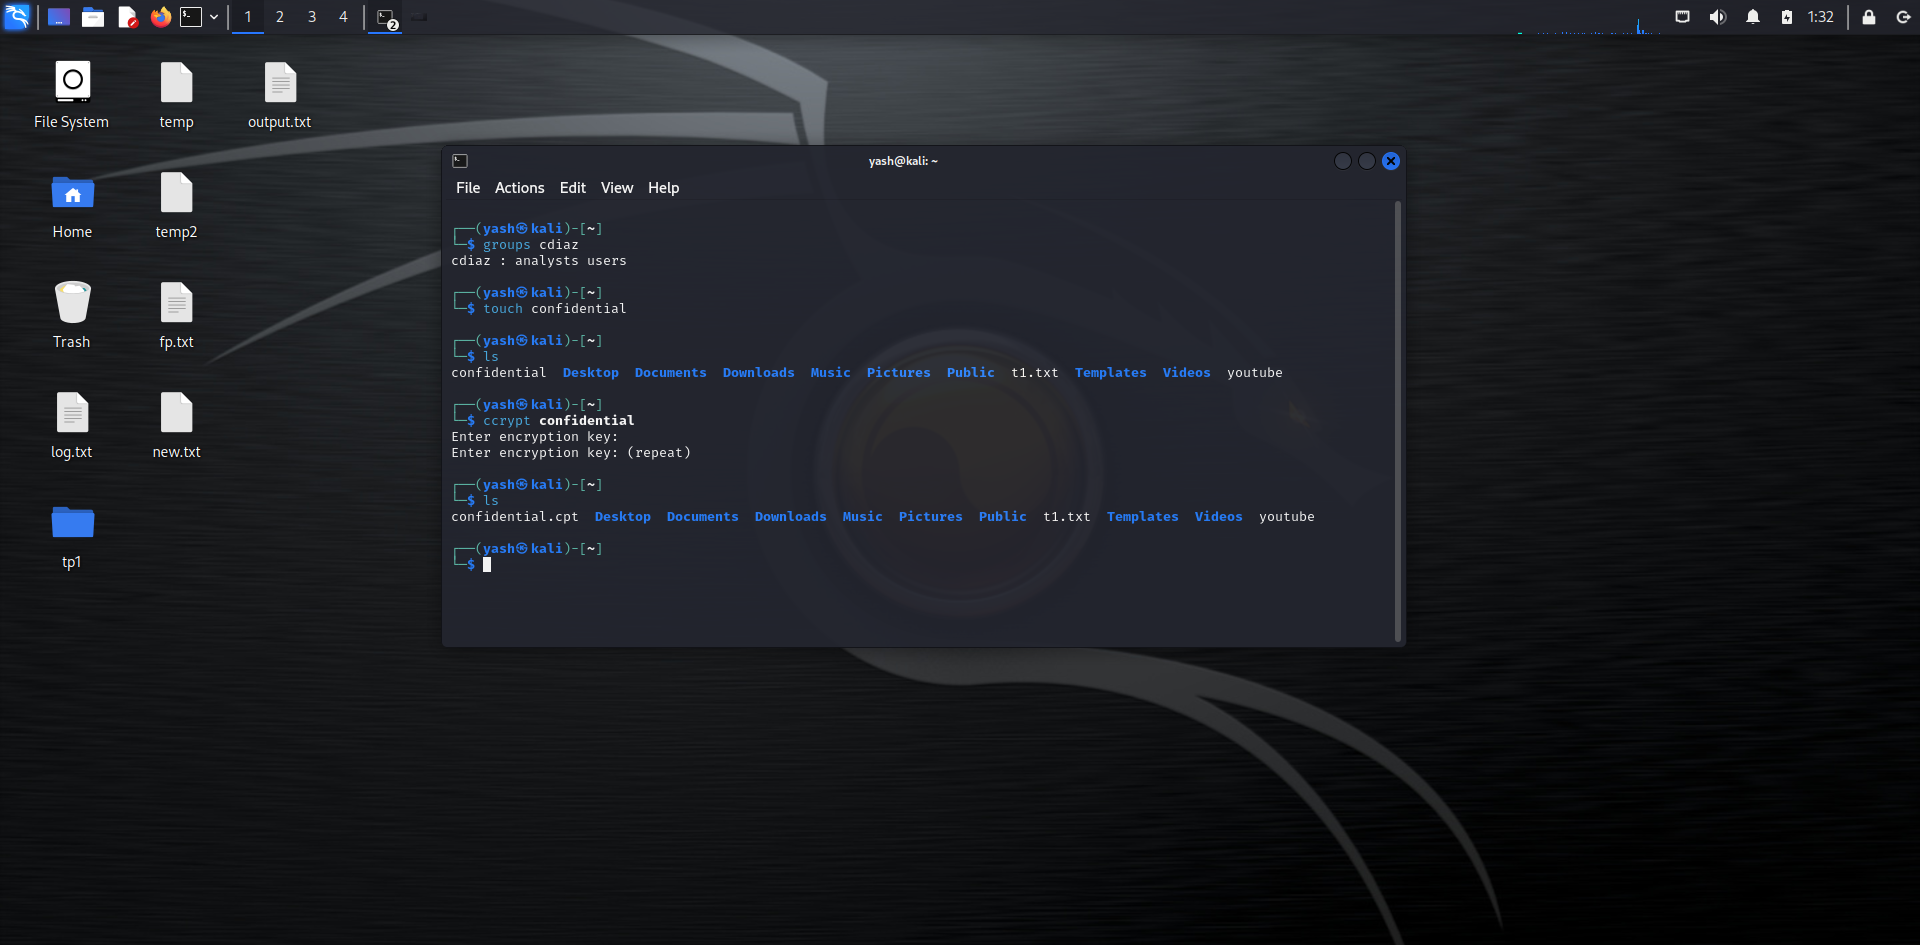 1 2 3 4 2 1:32
File System temp output.txt
Home temp2
Trash fp.txt
log.txt new.txt
tp1
yash@kali: ~
File Actions Edit View Help
┌──(yash㉿kali)-[~]
└─$ groups cdiaz
cdiaz : analysts users
┌──(yash㉿kali)-[~]
└─$ touch confidential
┌──(yash㉿kali)-[~]
└─$ ls
confidential Desktop Documents Downloads Music Pictures Public t1.txt Templates Videos youtube
┌──(yash㉿kali)-[~]
└─$ ccrypt confidential
Enter encryption key:
Enter encryption key: (repeat)
┌──(yash㉿kali)-[~]
└─$ ls
confidential.cpt Desktop Documents Downloads Music Pictures Public t1.txt Templates Videos youtube
┌──(yash㉿kali)-[~]
└─$